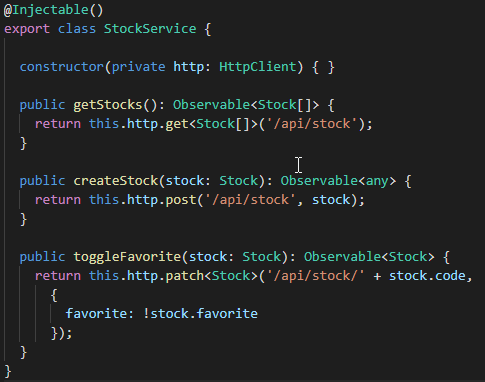 @Injectable()
export class StockService {
constructor(private http: HttpClient) { }
public getStocks(): Observable<Stock[]> {
return this.http.get<Stock[]>('/api/stock');
}
public createStock(stock: Stock): Observable<any> {
return this.http.post('/api/stock', stock);
}
public toggleFavorite(stock: Stock): Observable<Stock> {
return this.http.patch<Stock>('/api/stock/' + stock.code,
{
favorite: !stock.favorite
});
}
}